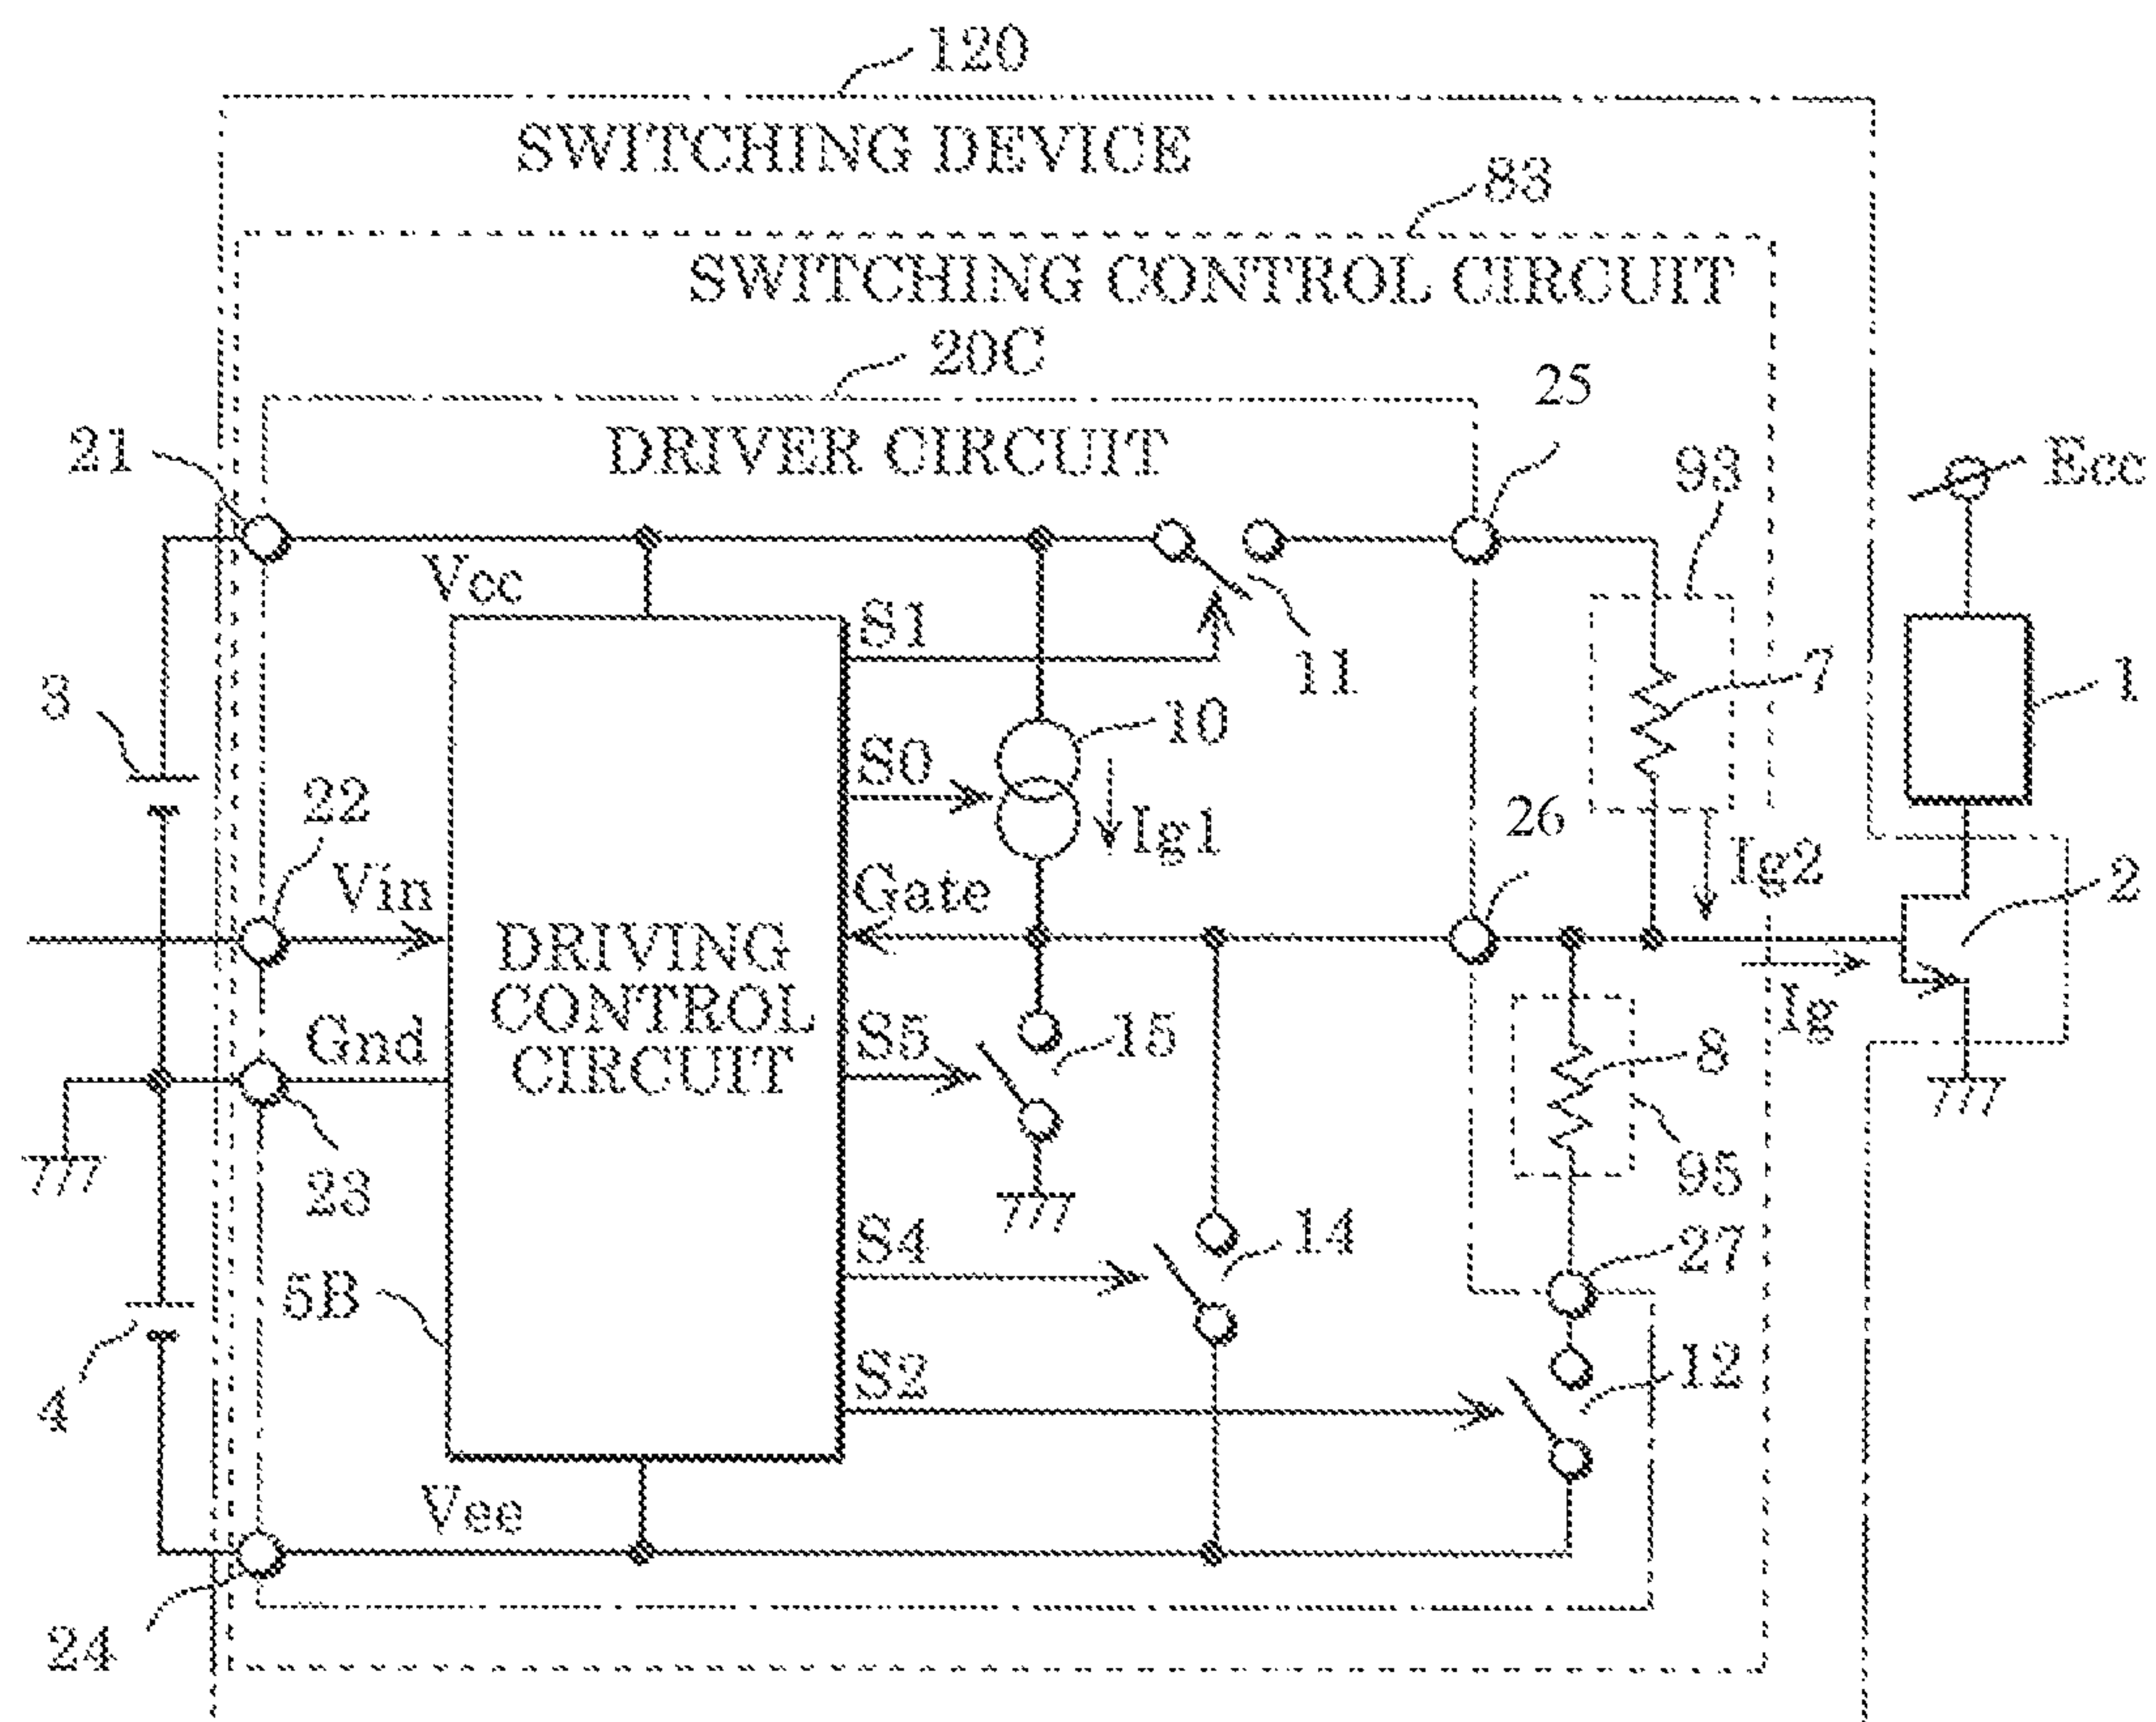 120
SWITCHING DEVICE
83
SWITCHING CONTROL CIRCUIT
20C
25
DRIVER CIRCUIT
21
93
Ecc
Vcc
S1
11
7
1
3
10
S0
22
26
Ig1
Vin
Gate
Ig2
2
DRIVING
CONTROL
CIRCUIT
Ig
Gnd
S5
15
8
23
95
S4
14
27
5B
12
4
S2
Vee
24